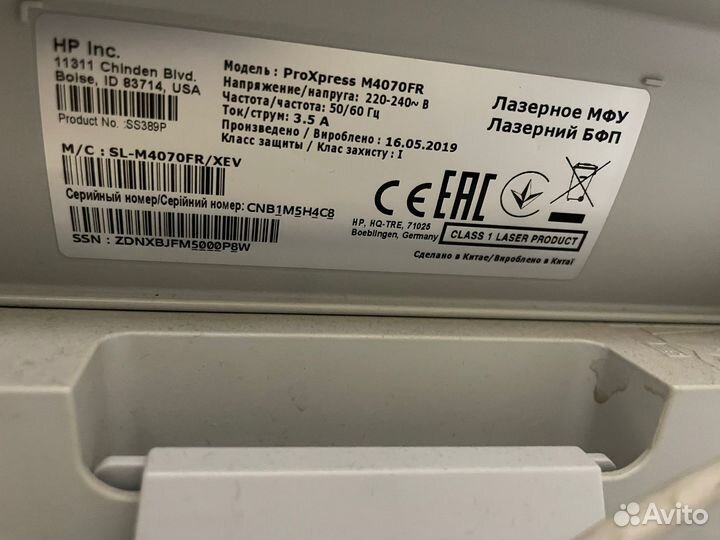 HP Inc.
11311 Chinden Blvd.
Boise, ID 83714, USA
Product No. :SS389P
M/C : SL-M4070FR/XEV
Серийный номер/Серійний номер: CNB1M5H4C8
SSN : ZDNXBJFM5000P8W
Модель : ProXpress M4070FR
Напряжение/напруга: 220-240~ В
Частота/частота: 50/60 Гц
Ток/струм: 3.5 A
Произведено / Вироблено : 16.05.2019
Класс защиты / Клас захисту : I
Лазерное МФУ
Лазерний БФП
CE EAC
HP, HQ-TRE, 71025
Boeblingen, Germany
CLASS 1 LASER PRODUCT
Сделано в Китае/Вироблено в Китаї
Avito